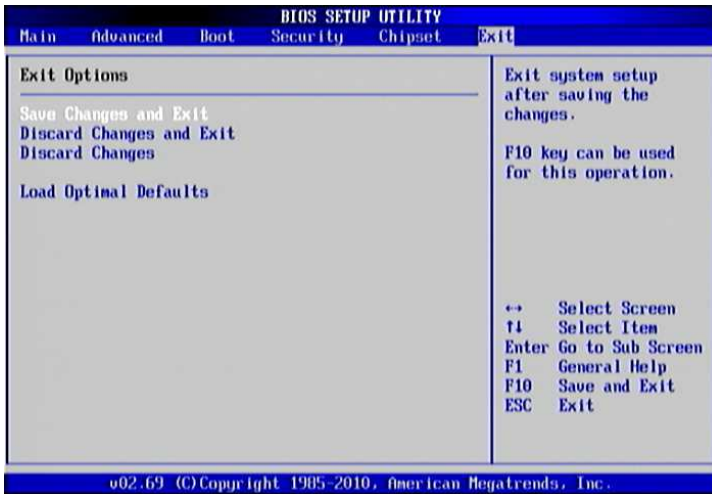 BIOS SETUP UTILITY
Main Advanced Boot Security Chipset Exit
Exit Options
Save Changes and Exit
Discard Changes and Exit
Discard Changes
Load Optimal Defaults
Exit system setup
after saving the
changes.
F10 key can be used
for this operation.
↔ Select Screen
↑↓ Select Item
Enter Go to Sub Screen
F1 General Help
F10 Save and Exit
ESC Exit
v02.69 (C)Copyright 1985-2010, American Megatrends, Inc.